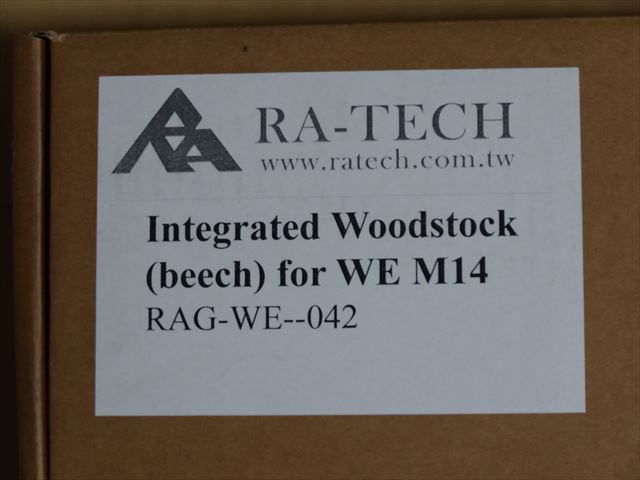 RA-TECH
www.ratech.com.tw
Integrated Woodstock
(beech) for WE M14
RAG-WE--042